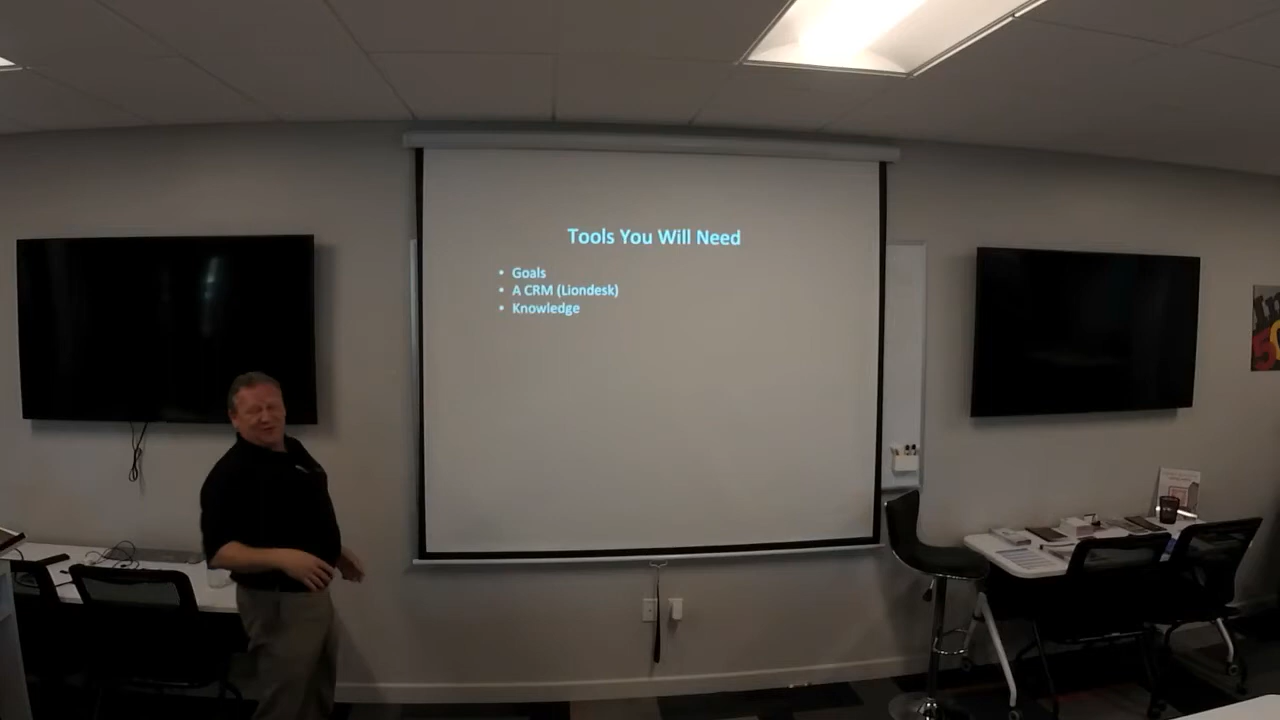 Tools You Will Need
• Goals
• A CRM (Liondesk)
• Knowledge